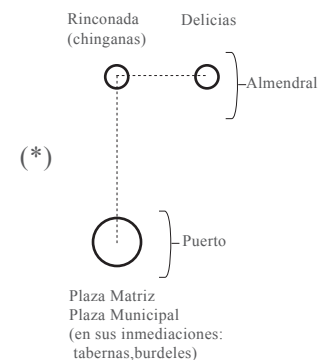 Rinconada
(chinganas)
Delicias
Almendral
(*)
Puerto
Plaza Matriz
Plaza Municipal
(en sus inmediaciones:
tabernas,burdeles)